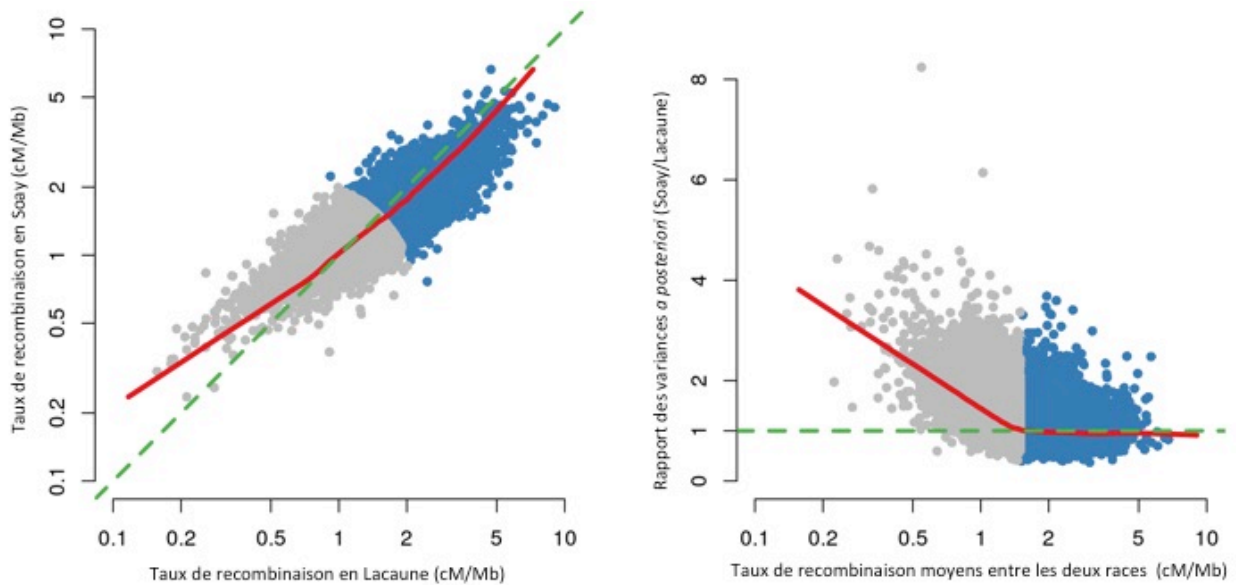 Taux de recombinaison en Soay (cM/Mb)
10
5
2
1
0.5
0.2
0.1
0.1 0.2 0.5 1 2 5 10
Taux de recombinaison en Lacaune (cM/Mb)
Rapport des variances a posteriori (Soay/Lacaune)
8
6
4
2
1
0
0.1 0.2 0.5 1 2 5 10
Taux de recombinaison moyens entre les deux races (cM/Mb)